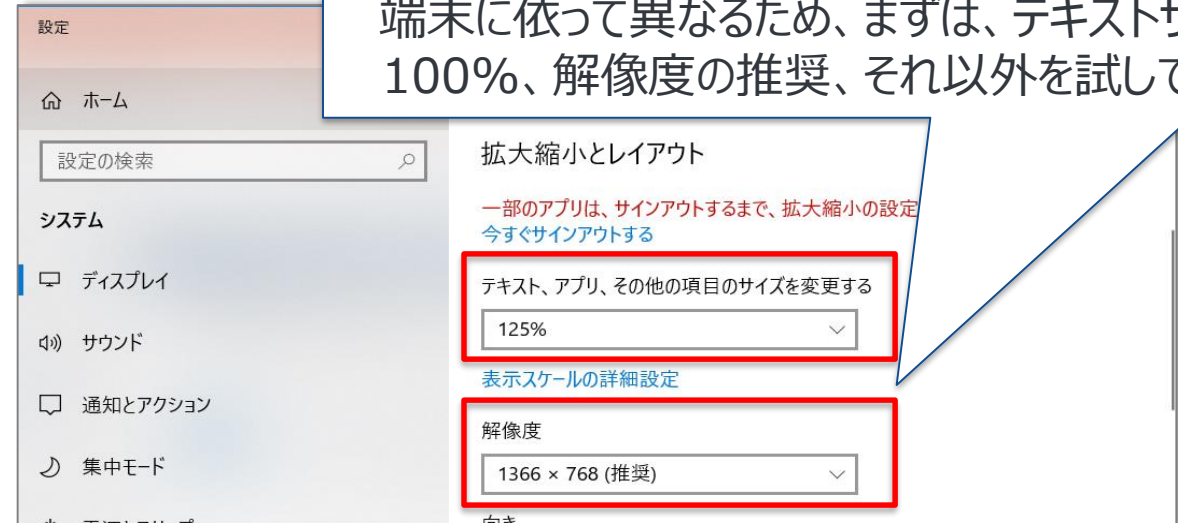 端末に依って異なるため、まずは、テキスト
100%、解像度の推奨、それ以外を試して
設定
ホーム
設定の検索
システム
ディスプレイ
サウンド
通知とアクション
集中モード
拡大縮小とレイアウト
一部のアプリは、サインアウトするまで、拡大縮小の設定
今すぐサインアウトする
テキスト、アプリ、その他の項目のサイズを変更する
125%
表示スケールの詳細設定
解像度
1366 × 768 (推奨)
向き